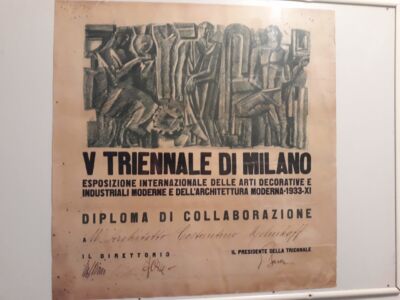 V TRIENNALE DI MILANO
ESPOSIZIONE INTERNAZIONALE DELLE ARTI DECORATIVE E
INDUSTRIALI MODERNE E DELL'ARCHITETTURA MODERNA-1933-XI
DIPLOMA DI COLLABORAZIONE
A
IL DIRETTORIO
IL PRESIDENTE DELLA TRIENNALE